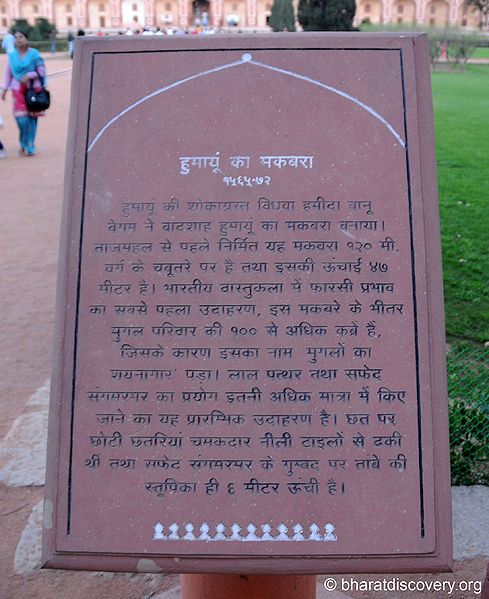 हुमायूं का मकबरा
१५६५-७२
हुमायूं की शोकाग्रस्त विधवा हमीदा वानू
वेगम ने वादशाह हुमायूं का मकबरा बनाया।
ताजमहल से पहले निर्मित यह मकवरा १२० मी.
वर्ग के चबूतरे पर है तथा इसकी ऊंचाई ४७
मीटर है। भारतीय वास्तुकला में फारसी प्रभाव
का सबसे पहला उदाहरण, इस मकबरे के भीतर
मुगल परिवार की १०० से अधिक कब्रें हैं,
जिसके कारण इसका नाम 'मुगलों का
शयनागार' पड़ा। लाल पत्थर तथा सफेद
संगमरमर का प्रयोग इतनी अधिक मात्रा में किए
जाने का यह प्रारम्भिक उदाहरण है। छत पर
छोटी छतरियां चमकदार नीली टाइलों से ढकी
थीं तथा सफेद संगमरमर के गुम्बद पर तांबे की
स्तूपिका ही ६ मीटर ऊंची है।
© bharatdiscovery.org